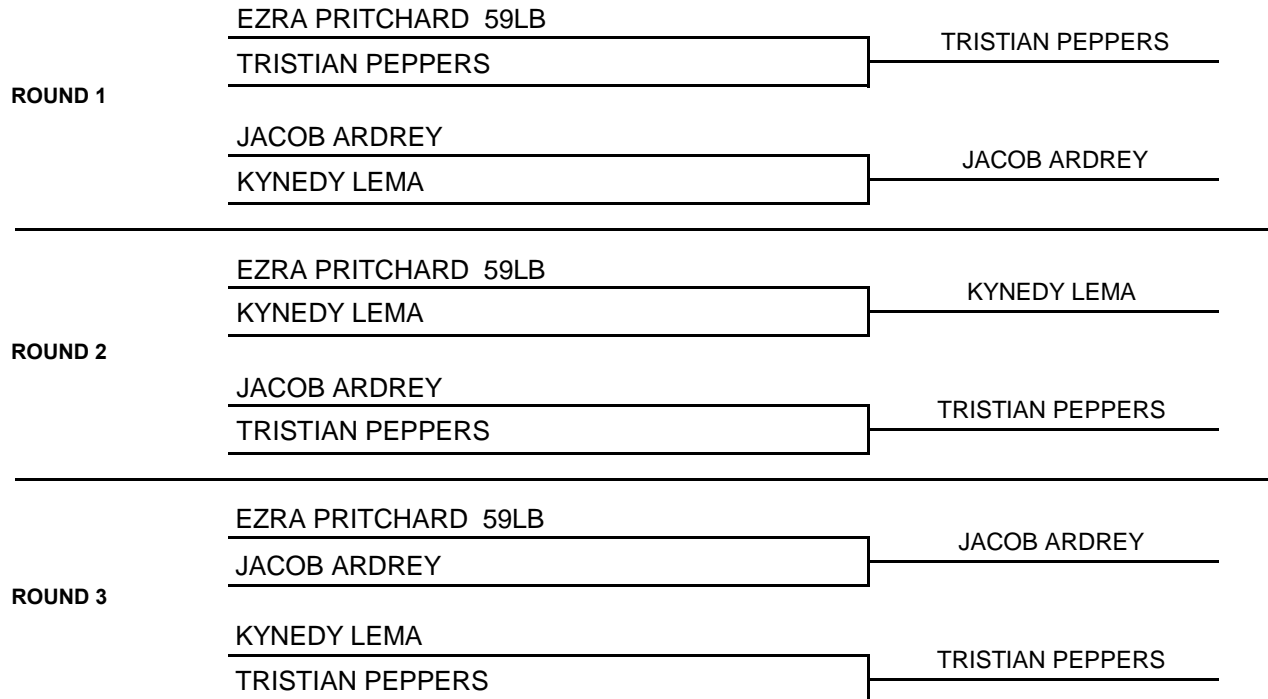 EZRA PRITCHARD 59LB
TRISTIAN PEPPERS
TRISTIAN PEPPERS
ROUND 1
JACOB ARDREY
KYNEDY LEMA
JACOB ARDREY
EZRA PRITCHARD 59LB
KYNEDY LEMA
KYNEDY LEMA
ROUND 2
JACOB ARDREY
TRISTIAN PEPPERS
TRISTIAN PEPPERS
EZRA PRITCHARD 59LB
JACOB ARDREY
JACOB ARDREY
ROUND 3
KYNEDY LEMA
TRISTIAN PEPPERS
TRISTIAN PEPPERS